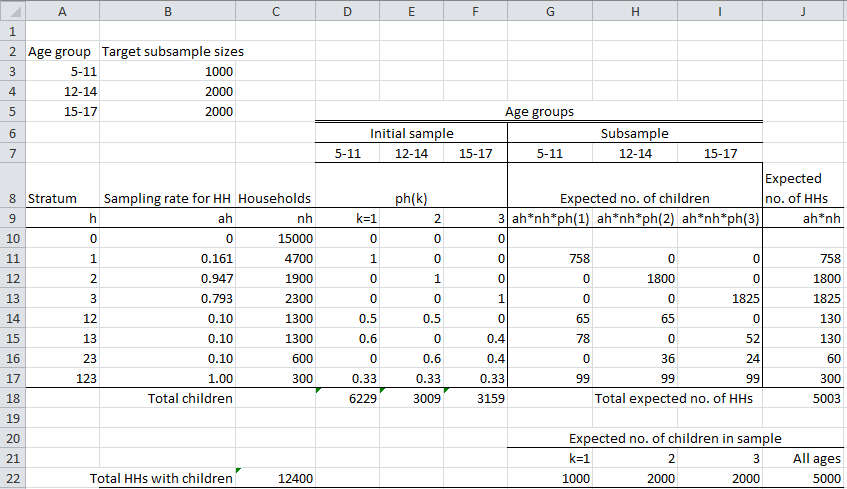 A B C D E F G H I J
1
2 Age group Target subsample sizes
3 5-11 1000
4 12-14 2000
5 15-17 2000 Age groups
6 Initial sample Subsample
7 5-11 12-14 15-17 5-11 12-14 15-17
Expected
8 Stratum Sampling rate for HH Households ph(k) Expected no. of children no. of HHs
9 h ah nh k=1 2 3 ah*nh*ph(1) ah*nh*ph(2) ah*nh*ph(3) ah*nh
10 0 0 15000 0 0 0
11 1 0.161 4700 1 0 0 758 0 0 758
12 2 0.947 1900 0 1 0 0 1800 0 1800
13 3 0.793 2300 0 0 1 0 0 1825 1825
14 12 0.10 1300 0.5 0.5 0 65 65 0 130
15 13 0.10 1300 0.6 0 0.4 78 0 52 130
16 23 0.10 600 0 0.6 0.4 0 36 24 60
17 123 1.00 300 0.33 0.33 0.33 99 99 99 300
18 Total children 6229 3009 3159 Total expected no. of HHs 5003
19
20 Expected no. of children in sample
21 k=1 2 3 All ages
22 Total HHs with children 12400 1000 2000 2000 5000